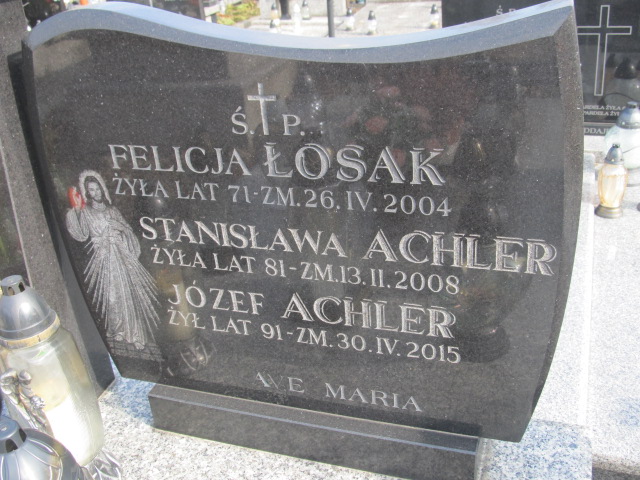 Ś. P.
FELICJA ŁOSAK
ŻYŁA LAT 71-ZM. 26. IV. 2004
STANISŁAWA ACHLER
ŻYŁA LAT 81-ZM. 13. II. 2008
JÓZEF ACHLER
ŻYŁ LAT 91-ZM. 30. IV. 2015
AVE MARIA